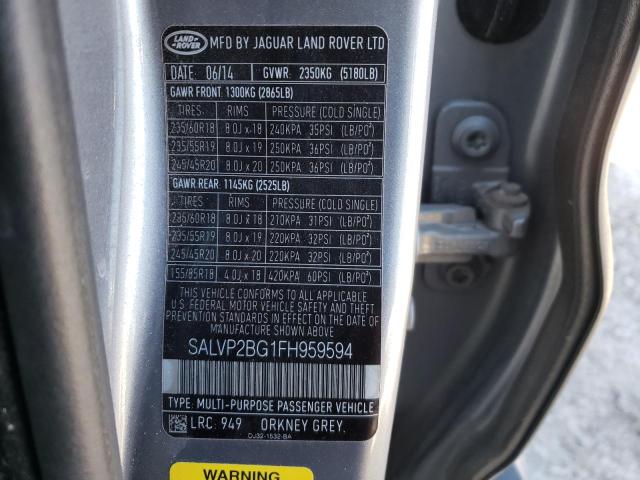 LAND-ROVER MFD BY JAGUAR LAND ROVER LTD
DATE: 06/14 GVWR: 2350KG (5180LB)
GAWR FRONT: 1300KG (2865LB)
TIRES RIMS PRESSURE (COLD SINGLE)
235/60R18 8.0J x 18 240KPA 35PSI (LB/PO²)
235/55R19 8.0J x 19 250KPA 36PSI (LB/PO²)
245/45R20 8.0J x 20 250KPA 36PSI (LB/PO²)
GAWR REAR: 1145KG (2525LB)
TIRES RIMS PRESSURE (COLD SINGLE)
235/60R18 8.0J x 18 210KPA 31PSI (LB/PO²)
235/55R19 8.0J x 19 220KPA 32PSI (LB/PO²)
245/45R20 8.0J x 20 220KPA 32PSI (LB/PO²)
155/85R18 4.0J x 18 420KPA 60PSI (LB/PO²)
THIS VEHICLE CONFORMS TO ALL APPLICABLE
U.S. FEDERAL MOTOR VEHICLE SAFETY AND THEFT
PREVENTION STANDARDS IN EFFECT ON THE DATE
OF MANUFACTURE SHOWN ABOVE
SALVP2BG1FH959594
TYPE: MULTI-PURPOSE PASSENGER VEHICLE
LRC: 949 ORKNEY GREY.
DJ32-1532-BA
WARNING